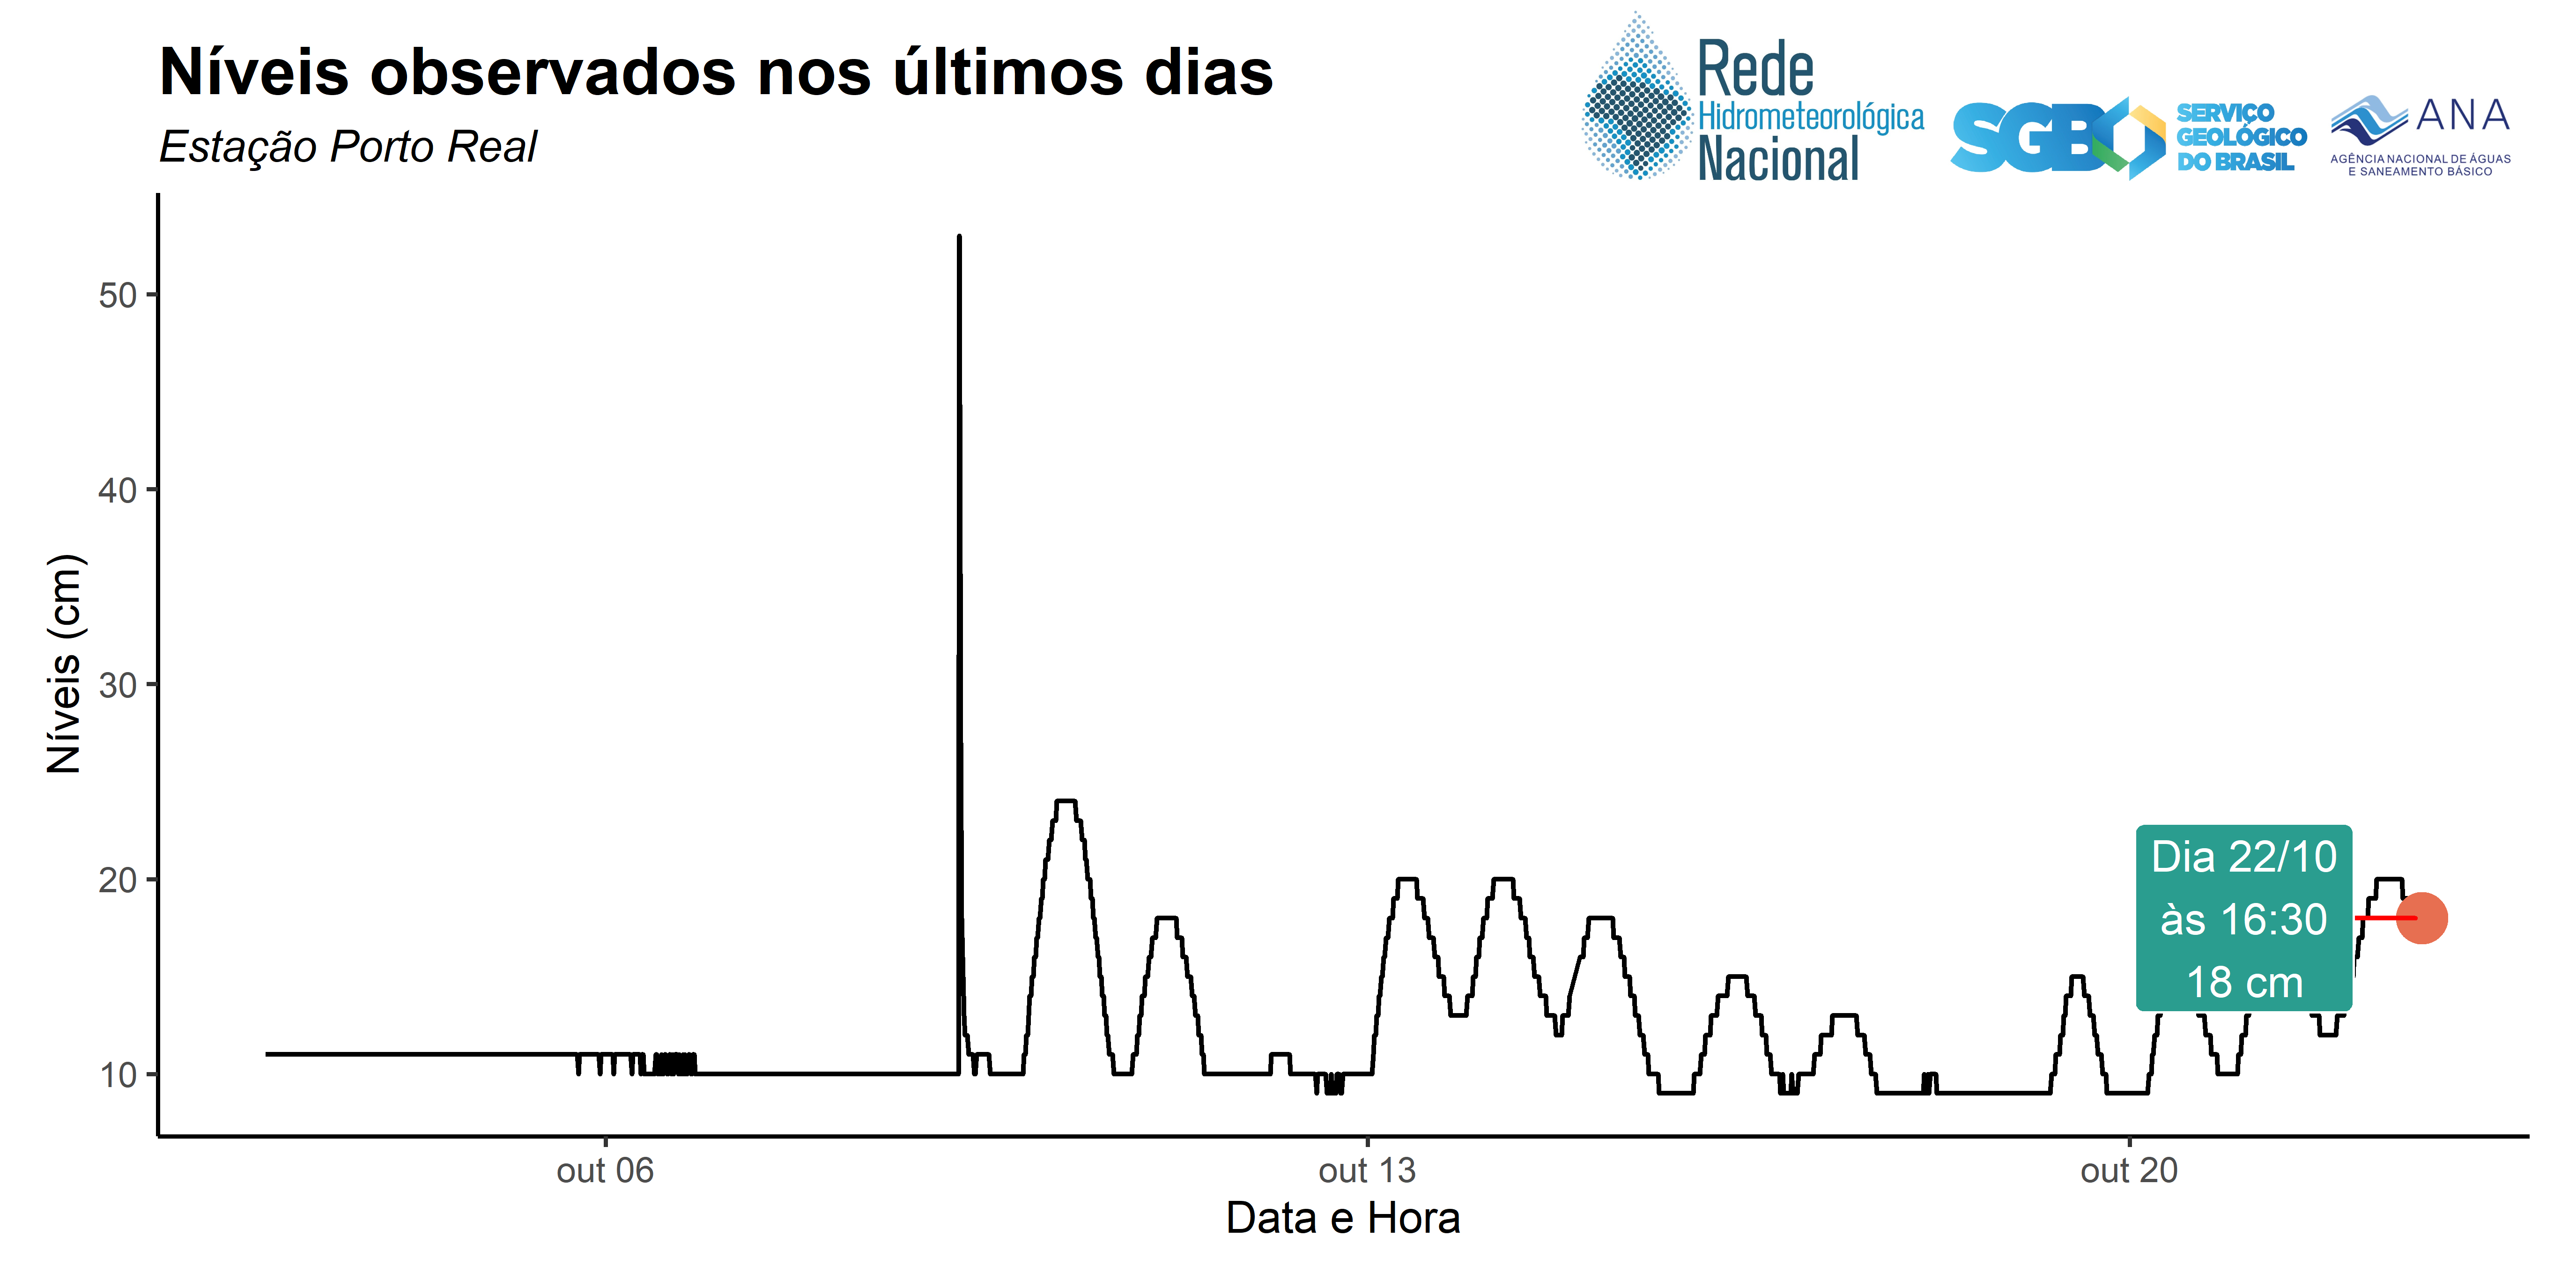 Níveis observados nos últimos dias
Estação Porto Real
Rede
Hidrometeorológica
Nacional
SGB
SERVIÇO
GEOLÓGICO
DO BRASIL
ANA
AGÊNCIA NACIONAL DE ÁGUAS
E SANEAMENTO BÁSICO
Níveis (cm)
50
40
30
20
10
Dia 22/10
às 16:30
18 cm
out 06
out 13
out 20
Data e Hora